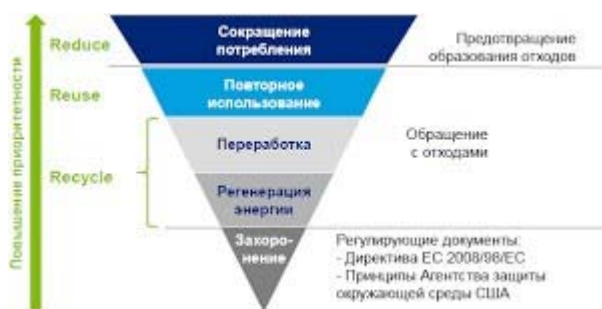 Повышение приоритетности
Reduce
Сокращение
потребления
Предотвращение
образования отходов
Reuse
Повторное
использование
Recycle
Переработка
Обращение
с отходами
Регенерация
энергии
Захоро-
нение
Регулирующие документы:
- Директива ЕС 2008/98/ЕС
- Принципы Агентства защиты
окружающей среды США